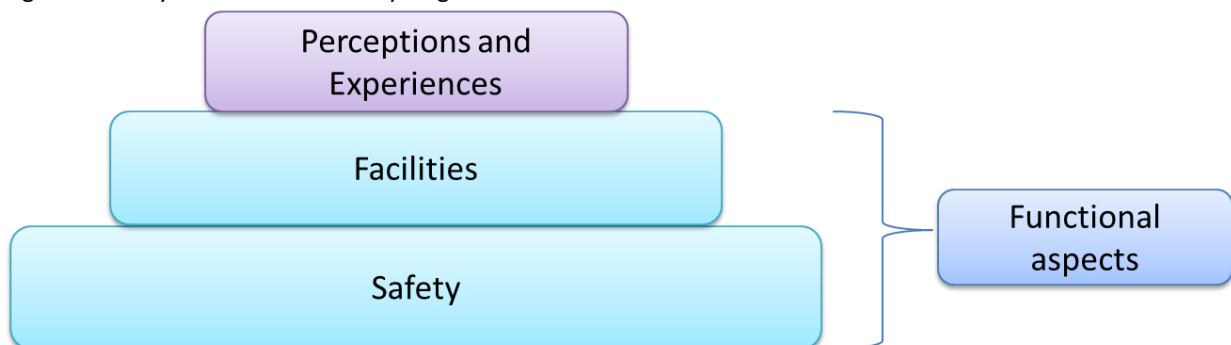 Perceptions and
Experiences
Facilities
Safety
Functional
aspects